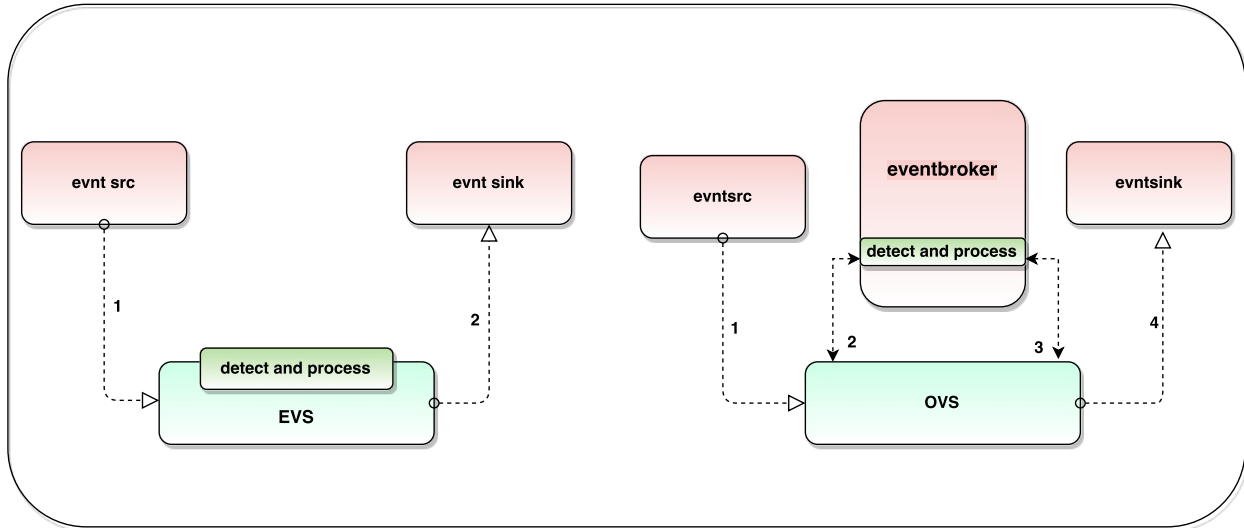 evnt src
evnt sink
1
2
detect and process
EVS
evntsrc
eventbroker
evntsink
detect and process
1
2
3
4
OVS